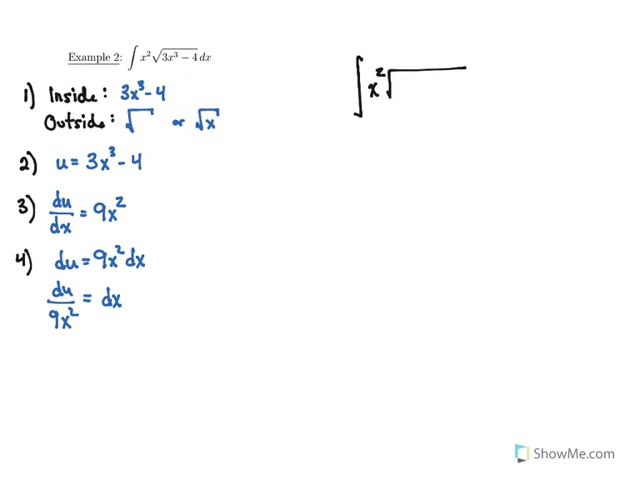 Example 2: ∫ x²√(3x³ − 4) dx
1) Inside: 3x³-4
Outside: √ or √x
2) u = 3x³ - 4
3) du/dx = 9x²
4) du = 9x² dx
du/9x² = dx
∫ x² √
ShowMe.com